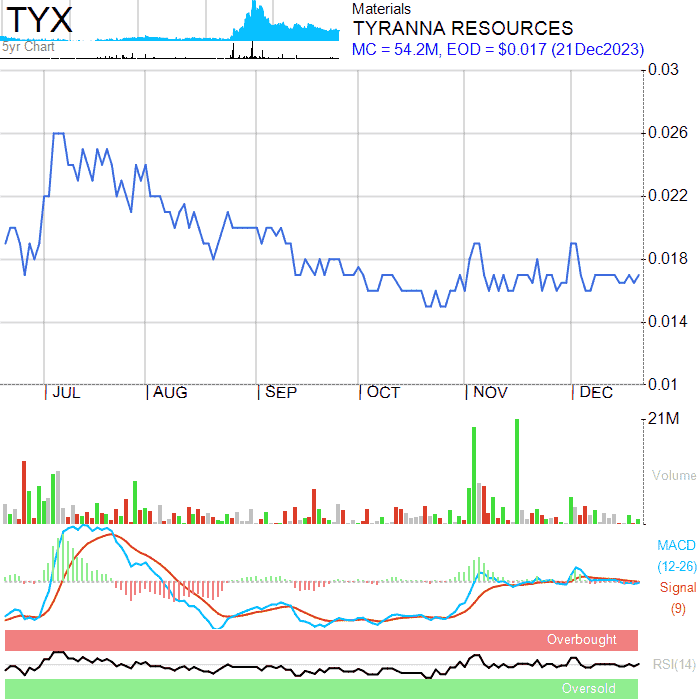 TYX
5yr Chart
Materials
TYRANNA RESOURCES
MC = 54.2M, EOD = $0.017 (21Dec2023)
0.03
0.026
0.022
0.018
0.014
0.01
JUL AUG SEP OCT NOV DEC
21M
Volume
MACD
(12-26)
Signal
(9)
Overbought
RSI(14)
Oversold